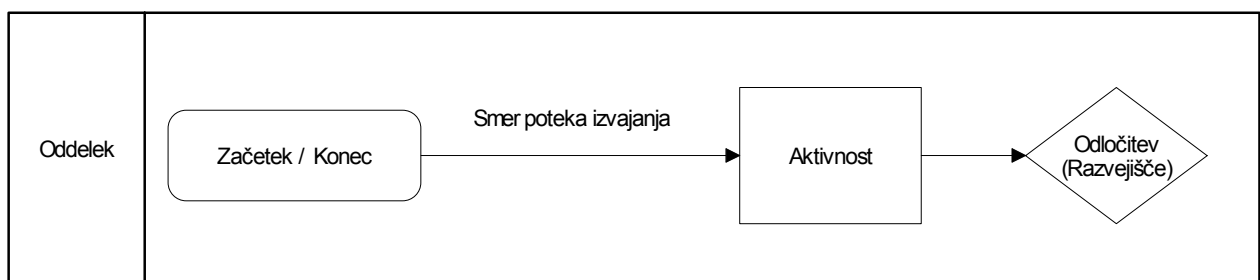 Oddelek
Začetek / Konec
Smer poteka izvajanja
Aktivnost
Odločitev
(Razvejišče)